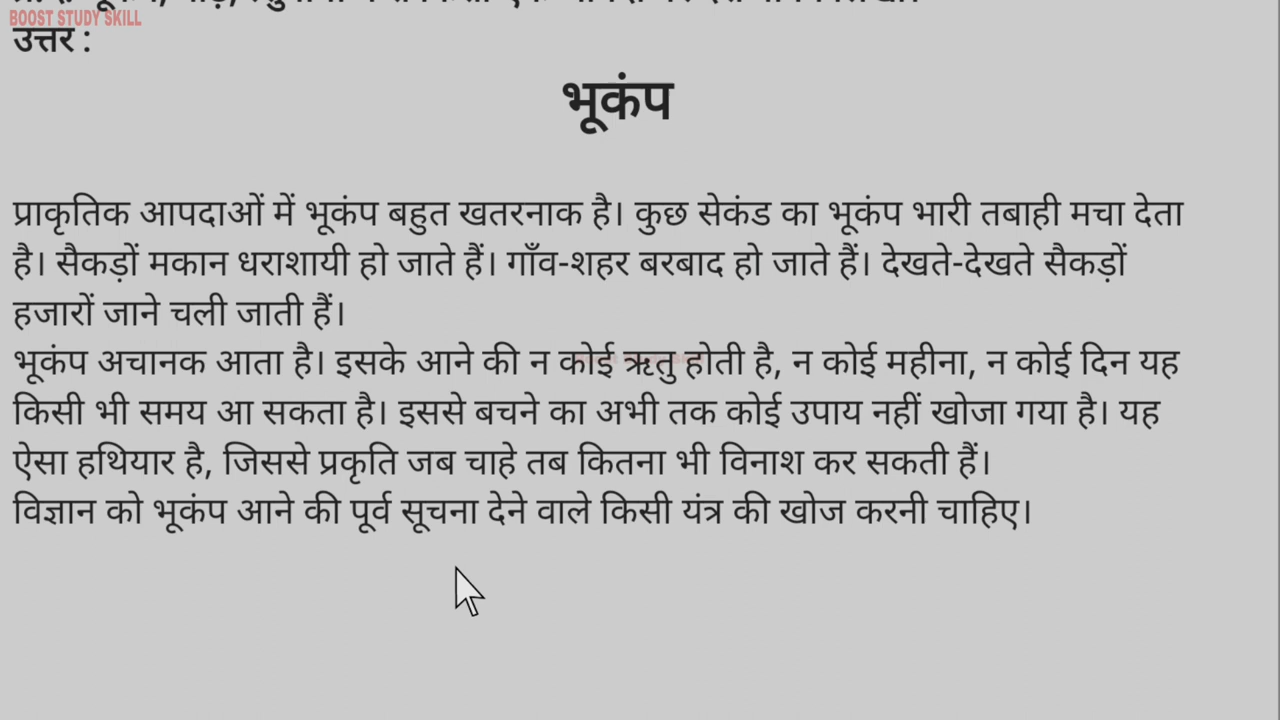 BOOST STUDY SKILL
उत्तर :
भूकंप
प्राकृतिक आपदाओं में भूकंप बहुत खतरनाक है। कुछ सेकंड का भूकंप भारी तबाही मचा देता
है। सैकड़ों मकान धराशायी हो जाते हैं। गाँव-शहर बरबाद हो जाते हैं। देखते-देखते सैकड़ों
हजारों जाने चली जाती हैं।
भूकंप अचानक आता है। इसके आने की न कोई ऋतु होती है, न कोई महीना, न कोई दिन यह
किसी भी समय आ सकता है। इससे बचने का अभी तक कोई उपाय नहीं खोजा गया है। यह
ऐसा हथियार है, जिससे प्रकृति जब चाहे तब कितना भी विनाश कर सकती हैं।
विज्ञान को भूकंप आने की पूर्व सूचना देने वाले किसी यंत्र की खोज करनी चाहिए।